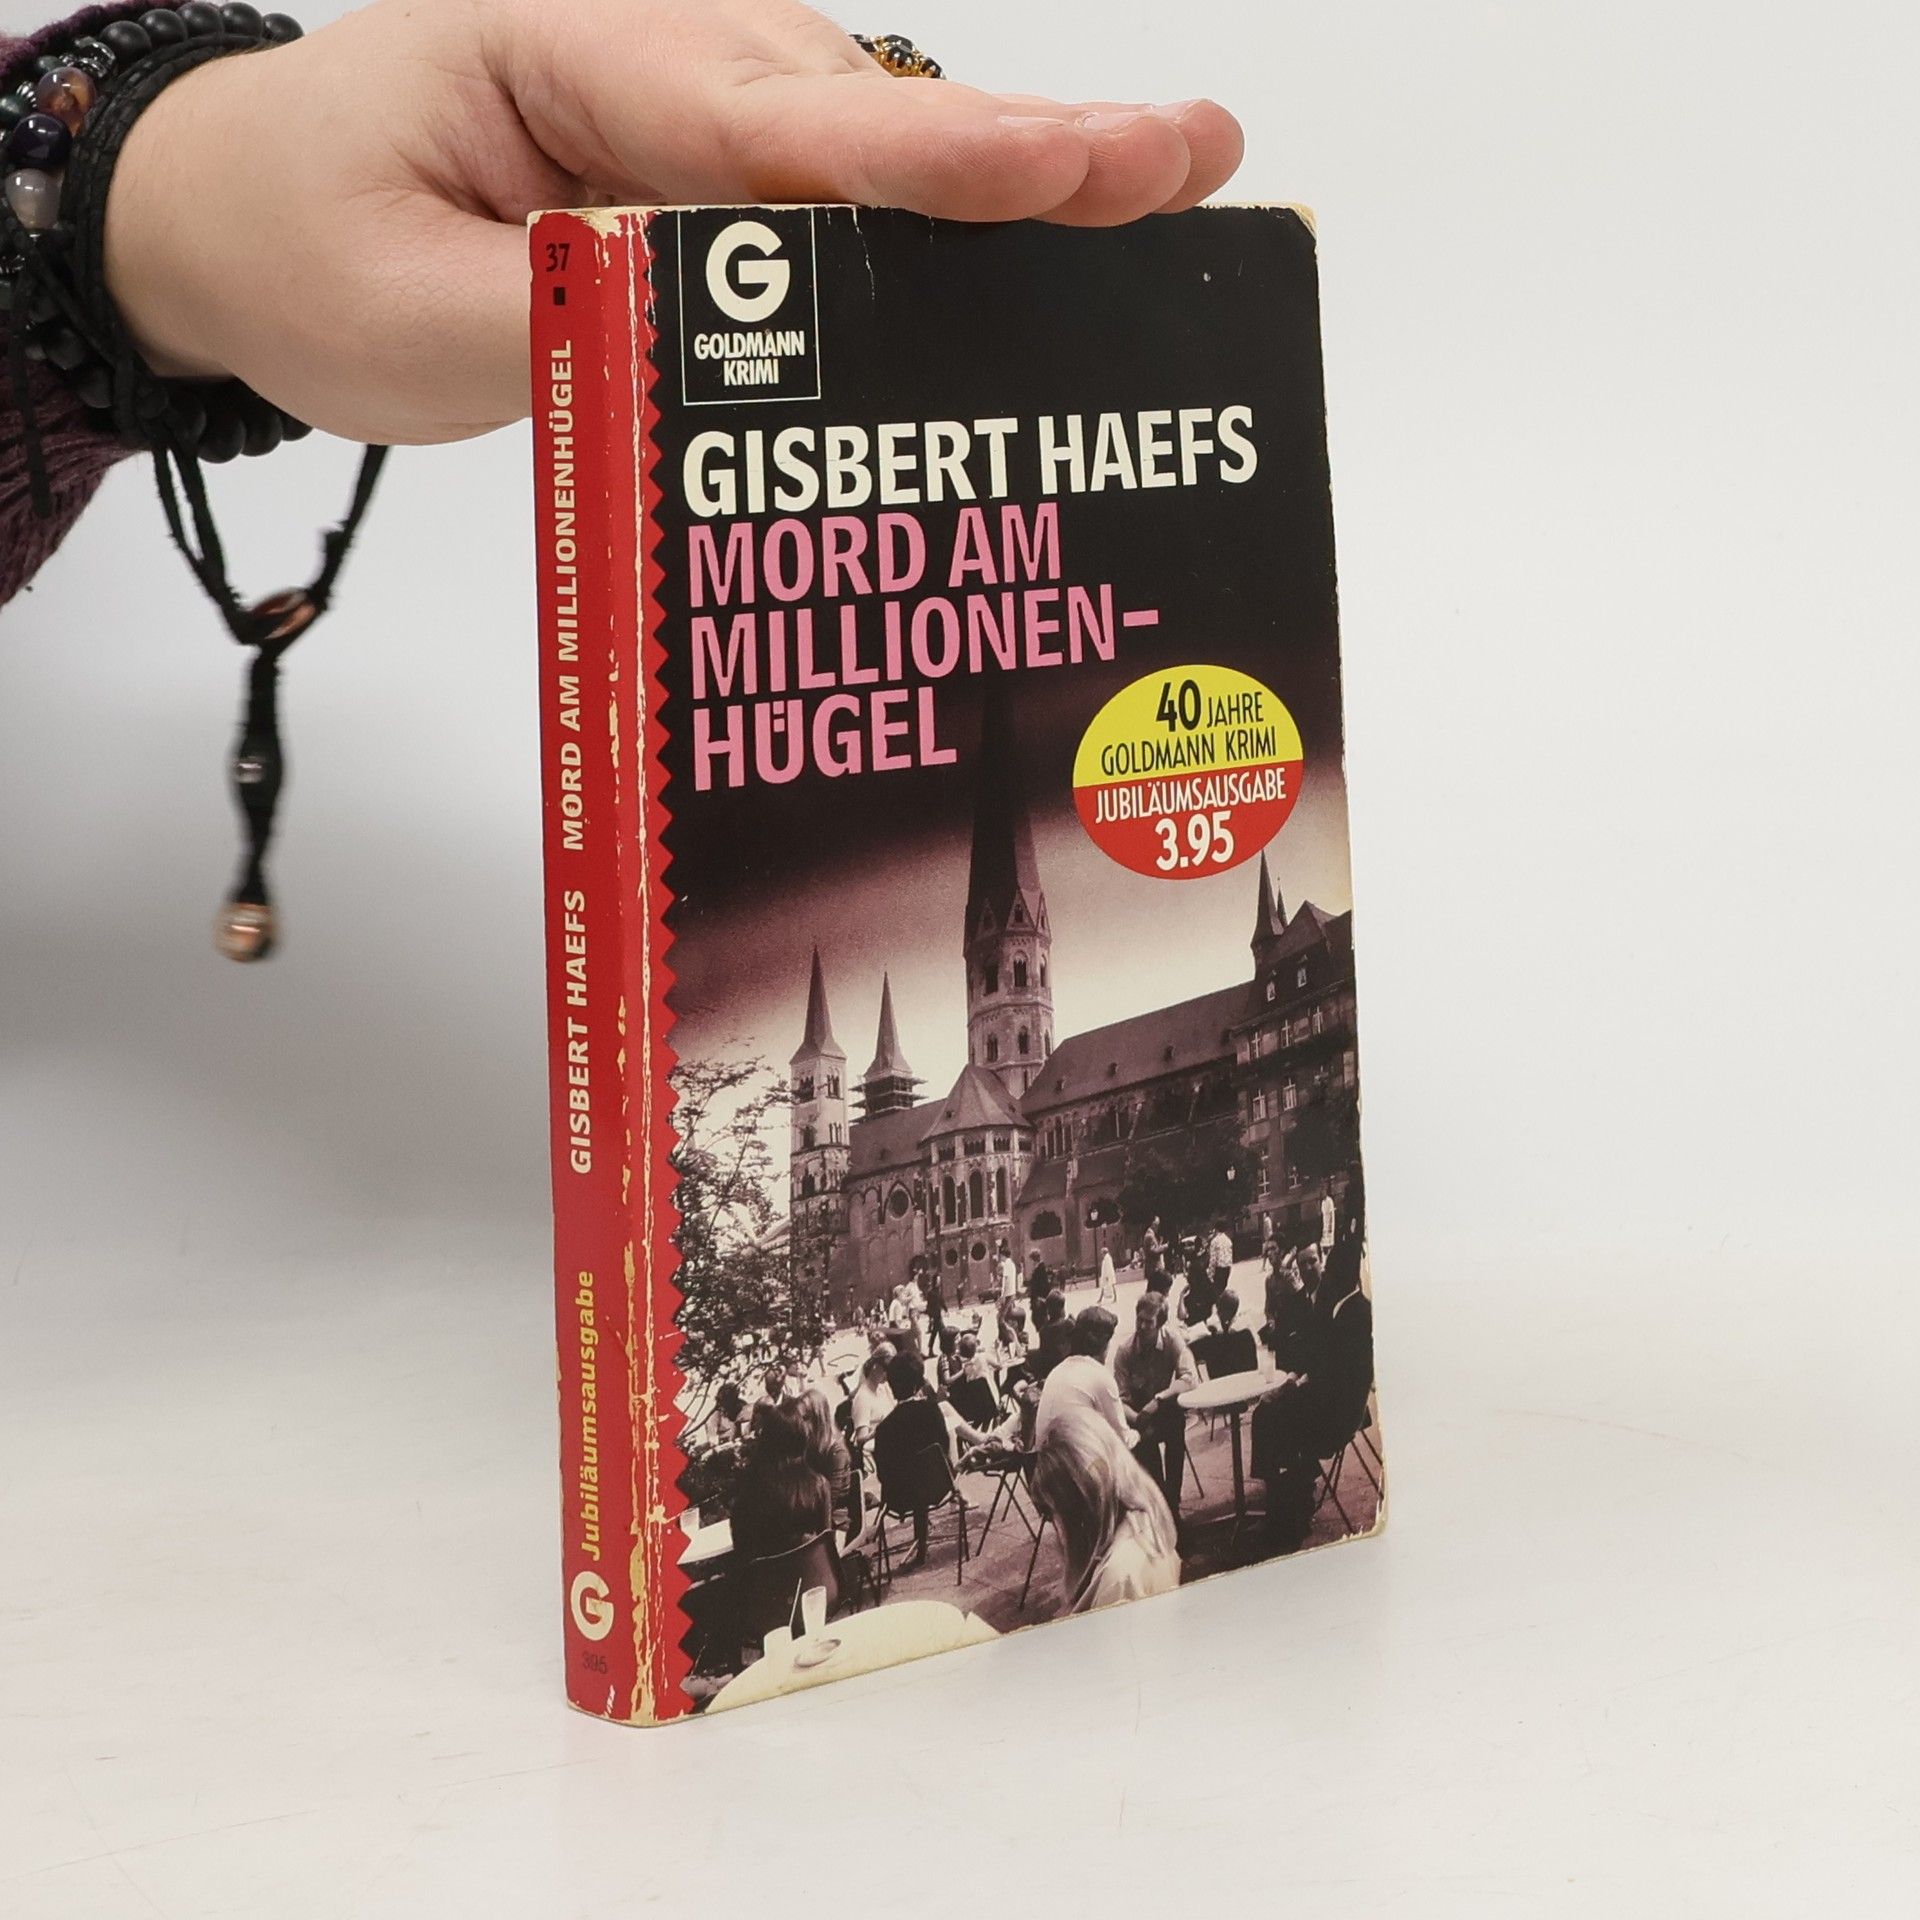 37
GISBERT HAEFS MORD AM MILLIONENHÜGEL
Jubiläumsausgabe
G
395
G
GOLDMANN
KRIMI
GISBERT HAEFS
MORD AM
MILLIONEN-
HÜGEL
40 JAHRE
GOLDMANN KRIMI
JUBILÄUMSAUSGABE
3.95